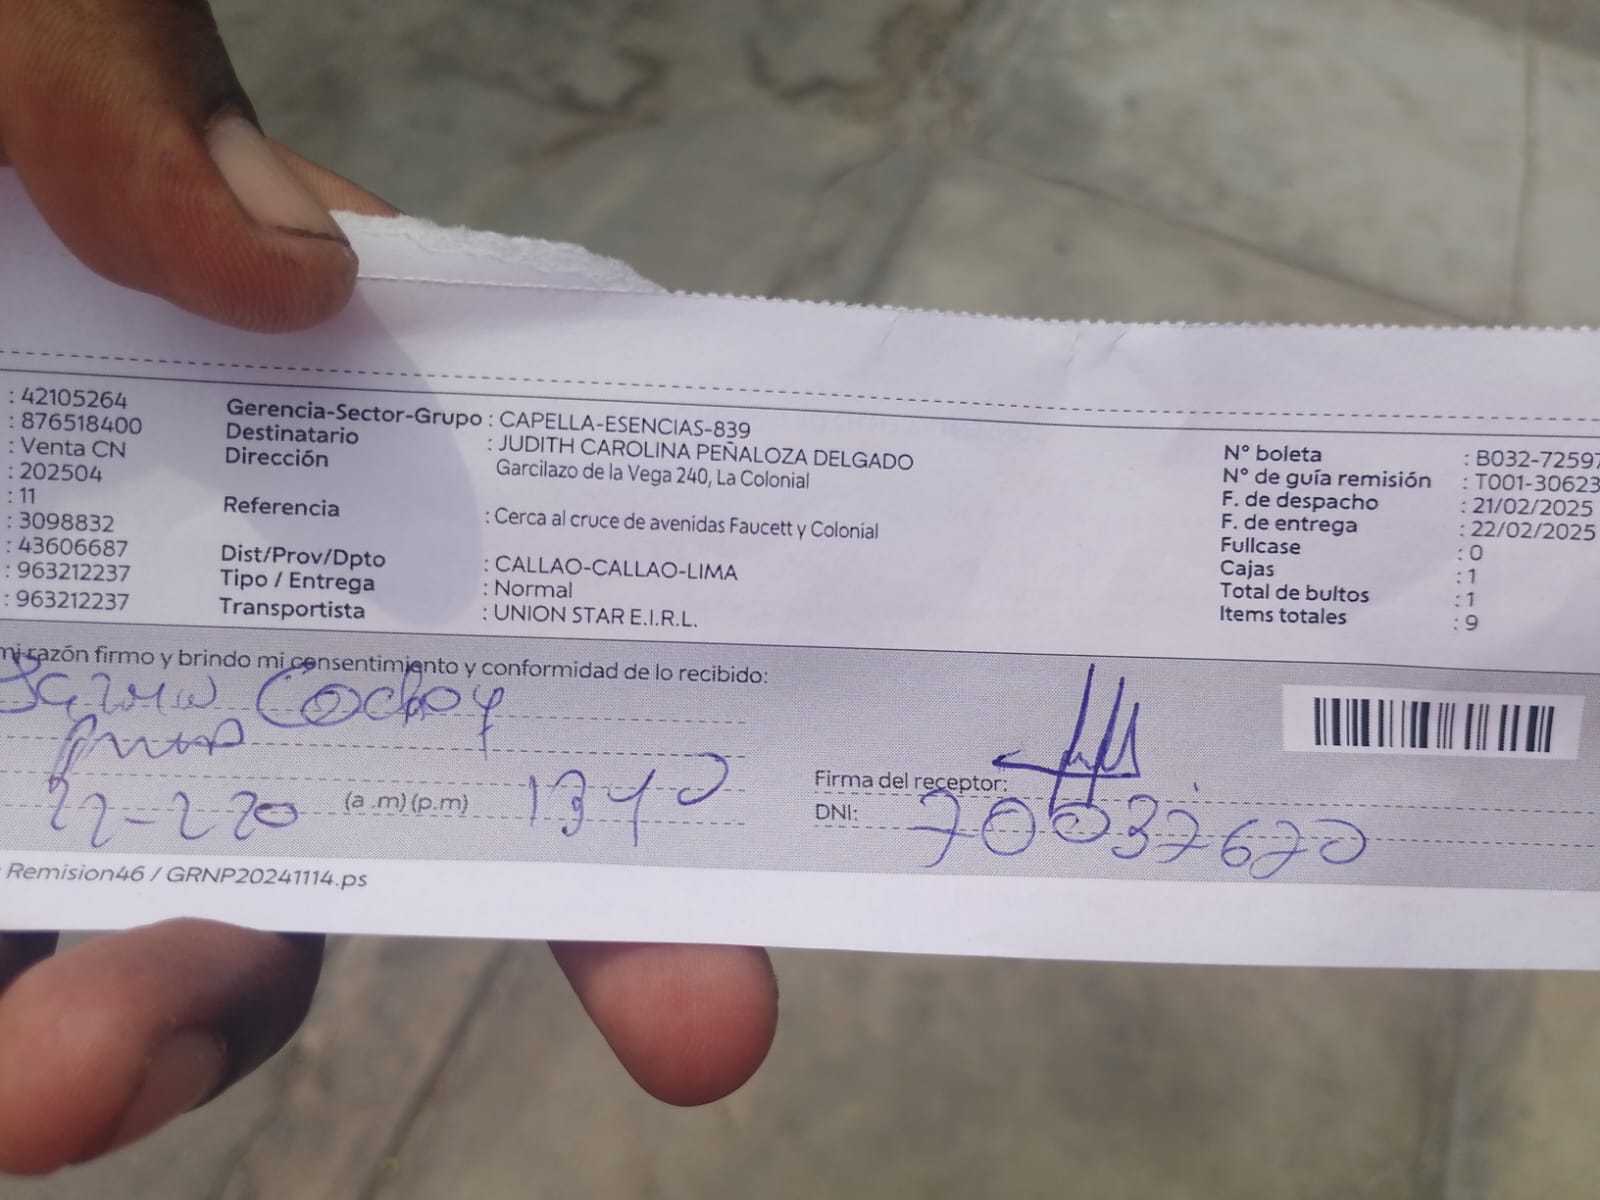 : 42105264
: 876518400
: Venta CN
: 202504
: 11
: 3098832
: 43606687
: 963212237
: 963212237
Gerencia-Sector-Grupo : CAPELLA-ESENCIAS-839
Destinatario : JUDITH CAROLINA PEÑALOZA DELGADO
Dirección Garcilazo de la Vega 240, La Colonial
Referencia : Cerca al cruce de avenidas Faucett y Colonial
Dist/Prov/Dpto : CALLAO-CALLAO-LIMA
Tipo / Entrega : Normal
Transportista : UNION STAR E.I.R.L.
N° boleta : B032-72597
N° de guía remisión : T001-30623
F. de despacho : 21/02/2025
F. de entrega : 22/02/2025
Fullcase : 0
Cajas : 1
Total de bultos : 1
Items totales : 9
mi razón firmo y brindo mi consentimiento y conformidad de lo recibido:
(a .m) (p.m)
Firma del receptor:
DNI: 70037670
Remision46 / GRNP20241114.ps